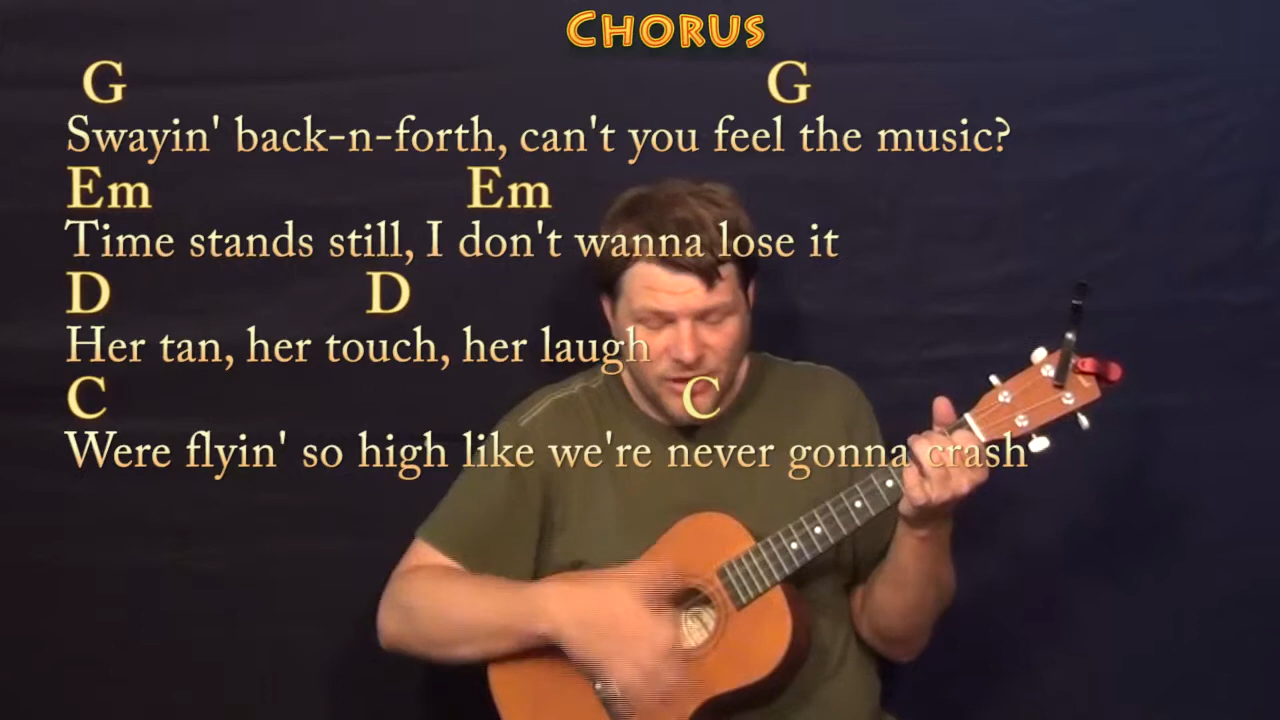 CHORUS
G G
Swayin' back-n-forth, can't you feel the music?
Em Em
Time stands still, I don't wanna lose it
D D
Her tan, her touch, her laugh
C C
Were flyin' so high like we're never gonna crash